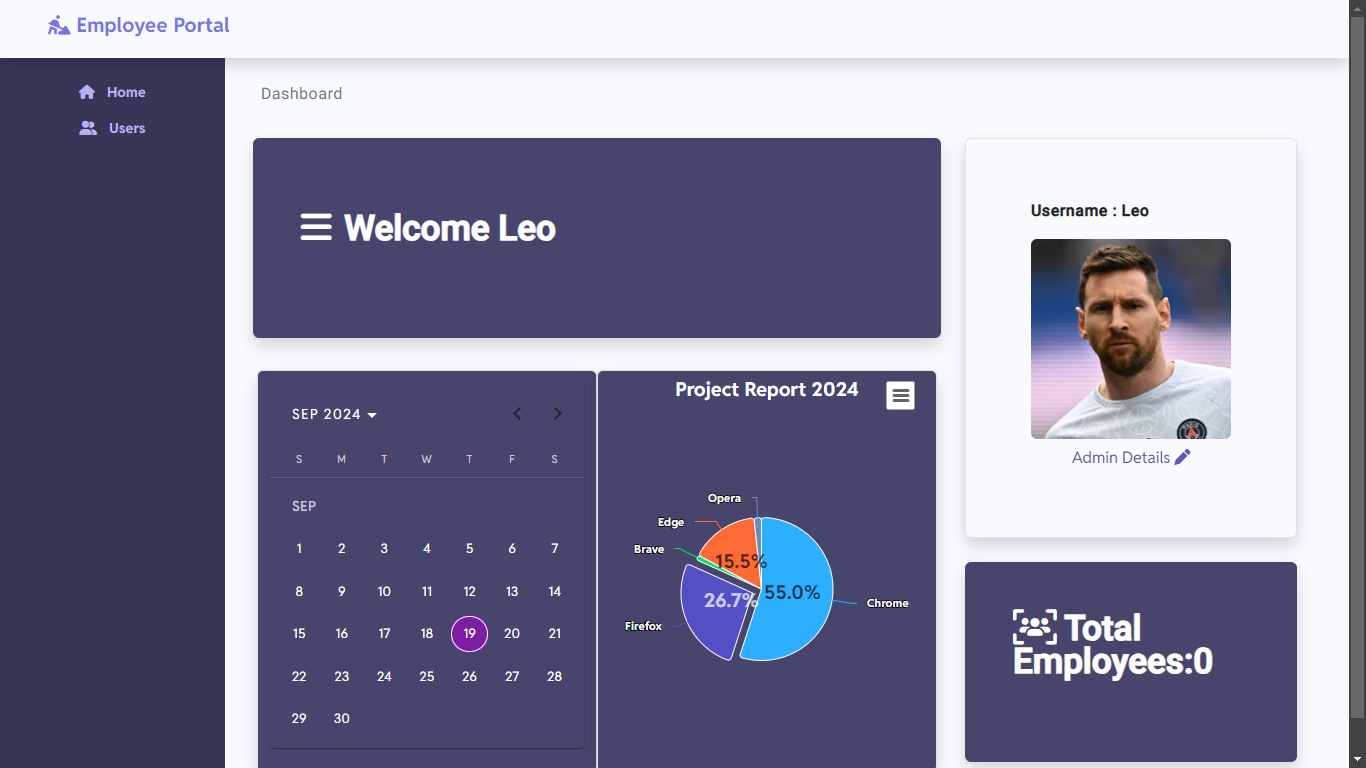 Employee Portal
Home
Users
Dashboard
Welcome Leo
Username : Leo
Admin Details
SEP 2024
S M T W T F S
SEP
1 2 3 4 5 6 7
8 9 10 11 12 13 14
15 16 17 18 19 20 21
22 23 24 25 26 27 28
29 30
Project Report 2024
Opera
Edge
Brave
Firefox
Chrome
15.5%
26.7%
55.0%
Total
Employees:0